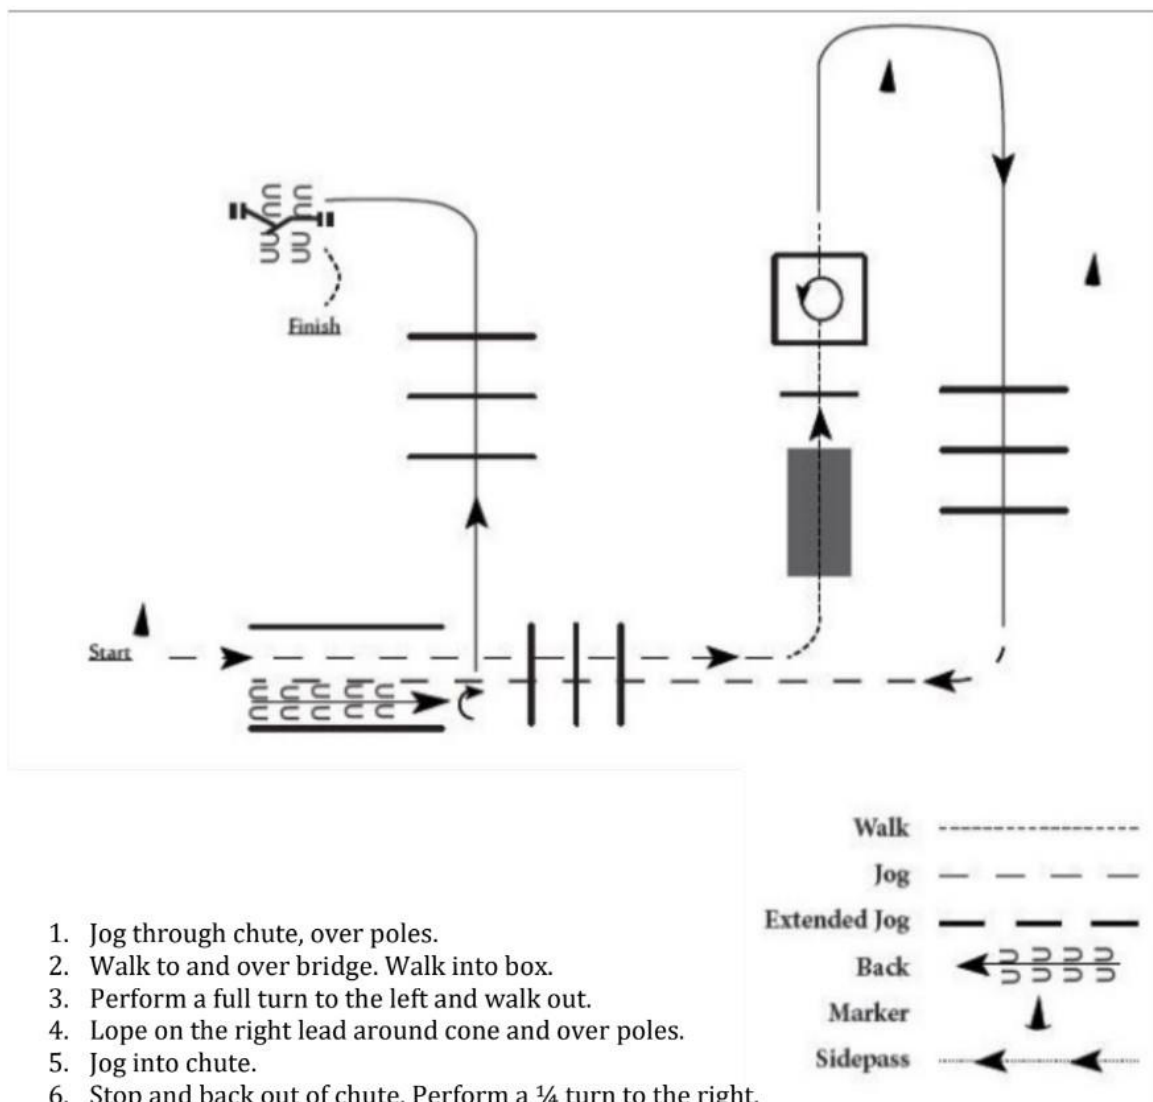 Finish
Start
Walk
Jog
Extended Jog
Back
Marker
Sidepass
1. Jog through chute, over poles.
2. Walk to and over bridge. Walk into box.
3. Perform a full turn to the left and walk out.
4. Lope on the right lead around cone and over poles.
5. Jog into chute.
6. Stop and back out of chute. Perform a ¼ turn to the right.